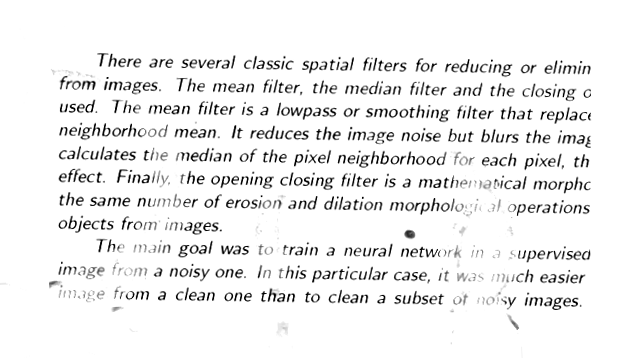 There are several classic spatial filters for reducing or elimin
from images. The mean filter, the median filter and the closing o
used. The mean filter is a lowpass or smoothing filter that replace
neighborhood mean. It reduces the image noise but blurs the imag
calculates the median of the pixel neighborhood for each pixel, th
effect. Finally, the opening closing filter is a mathematical morpho
the same number of erosion and dilation morphological operations
objects from images.
The main goal was to train a neural network in a supervised
image from a noisy one. In this particular case, it was much easier
image from a clean one than to clean a subset of noisy images.